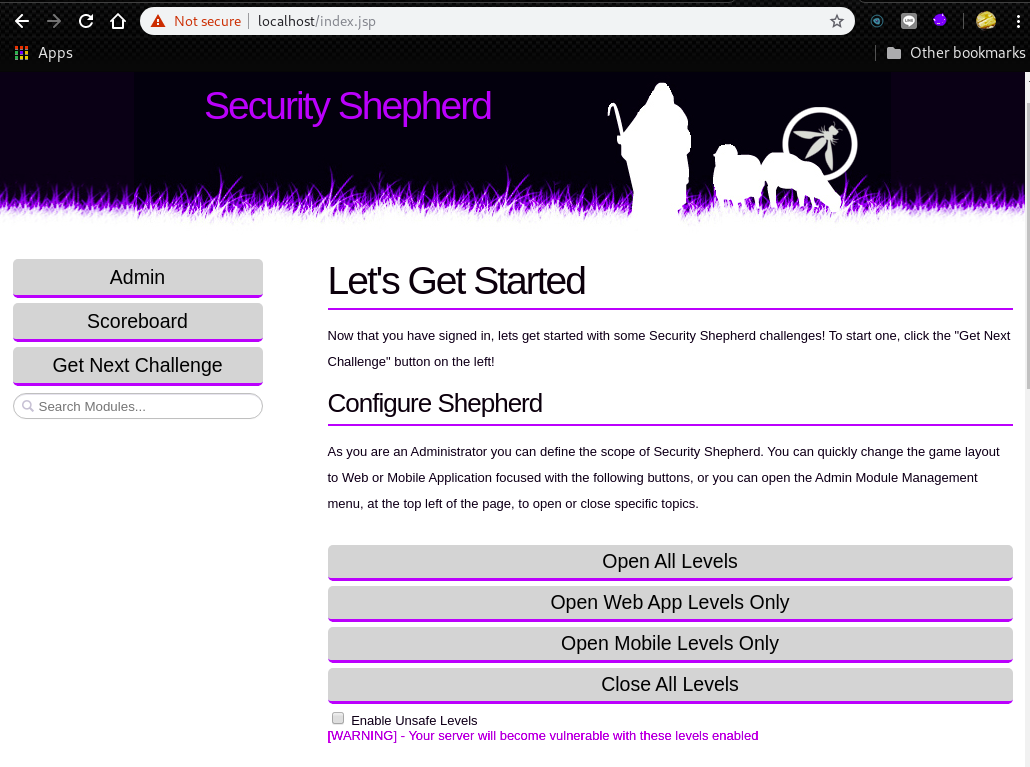 Not secure
localhost/index.jsp
Apps
Other bookmarks
Security Shepherd
Admin
Scoreboard
Get Next Challenge
Search Modules...
Let's Get Started
Now that you have signed in, lets get started with some Security Shepherd challenges! To start one, click the "Get Next
Challenge" button on the left!
Configure Shepherd
As you are an Administrator you can define the scope of Security Shepherd. You can quickly change the game layout
to Web or Mobile Application focused with the following buttons, or you can open the Admin Module Management
menu, at the top left of the page, to open or close specific topics.
Open All Levels
Open Web App Levels Only
Open Mobile Levels Only
Close All Levels
Enable Unsafe Levels
[WARNING] - Your server will become vulnerable with these levels enabled